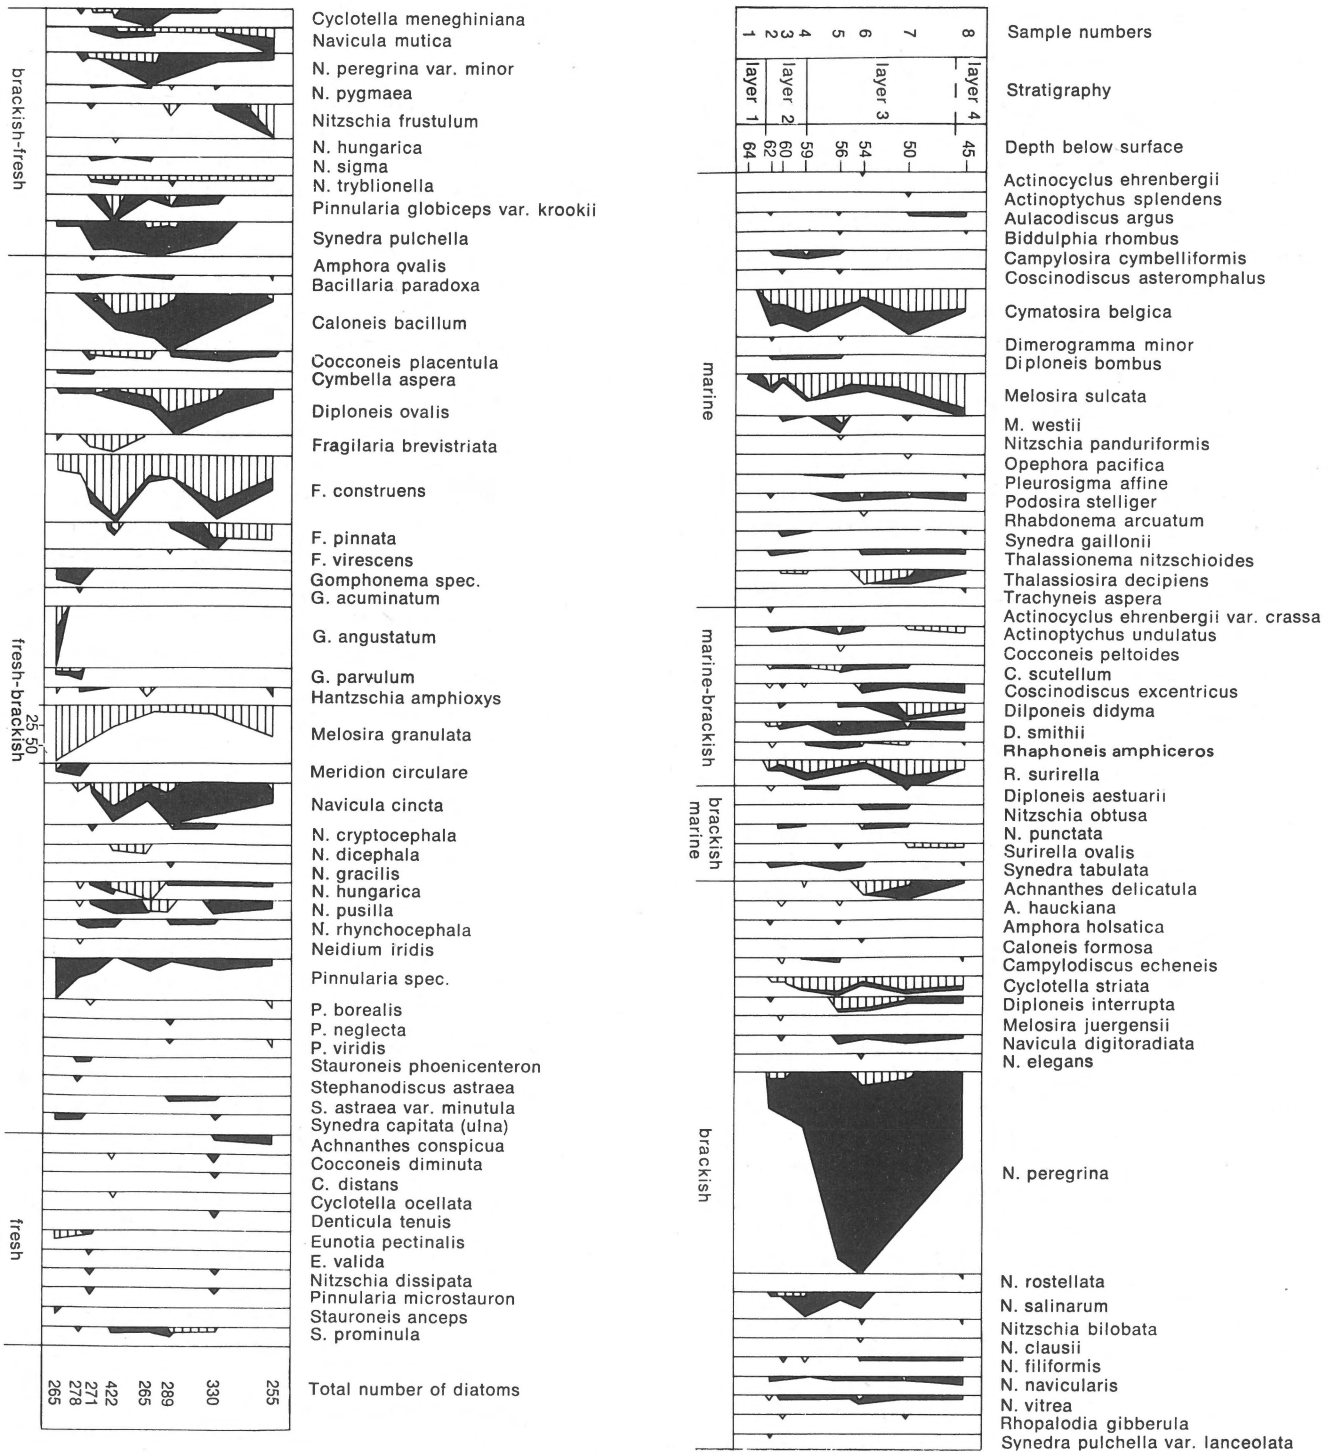 Cyclotella meneghiniana
Navicula mutica
N. peregrina var. minor
N. pygmaea
Nitzschia frustulum
N. hungarica
N. sigma
N. tryblionella
Pinnularia globiceps var. krookii
Synedra pulchella
brackish-fresh
Amphora ovalis
Bacillaria paradoxa
Caloneis bacillum
Cocconeis placentula
Cymbella aspera
Diploneis ovalis
Fragilaria brevistriata
F. construens
F. pinnata
F. virescens
Gomphonema spec.
G. acuminatum
G. angustatum
G. parvulum
Hantzschia amphioxys
Melosira granulata
25
50
Meridion circulare
Navicula cincta
N. cryptocephala
N. dicephala
N. gracilis
N. hungarica
N. pusilla
N. rhynchocephala
Neidium iridis
Pinnularia spec.
P. borealis
P. neglecta
P. viridis
Stauroneis phoenicenteron
Stephanodiscus astraea
S. astraea var. minutula
Synedra capitata (ulna)
fresh-brackish
Achnanthes conspicua
Cocconeis diminuta
C. distans
Cyclotella ocellata
Denticula tenuis
Eunotia pectinalis
E. valida
Nitzschia dissipata
Pinnularia microstauron
Stauroneis anceps
S. prominula
fresh
265 278 271 422 265 289 330 255
Total number of diatoms
1 2 3 4 5 6 7 8
Sample numbers
layer 1 layer 2 layer 3 layer 4
Stratigraphy
64 62 60 59 56 54 50 45
Depth below surface
Actinocyclus ehrenbergii
Actinoptychus splendens
Aulacodiscus argus
Biddulphia rhombus
Campylosira cymbelliformis
Coscinodiscus asteromphalus
Cymatosira belgica
Dimerogramma minor
Diploneis bombus
Melosira sulcata
M. westii
Nitzschia panduriformis
Opephora pacifica
Pleurosigma affine
Podosira stelliger
Rhabdonema arcuatum
Synedra gaillonii
Thalassionema nitzschioides
Thalassiosira decipiens
Trachyneis aspera
marine
Actinocyclus ehrenbergii var. crassa
Actinoptychus undulatus
Cocconeis peltoides
C. scutellum
Coscinodiscus excentricus
Dilponeis didyma
D. smithii
Rhaphoneis amphiceros
R. surirella
marine-brackish
Diploneis aestuarii
Nitzschia obtusa
N. punctata
Surirella ovalis
Synedra tabulata
brackish
marine
Achnanthes delicatula
A. hauckiana
Amphora holsatica
Caloneis formosa
Campylodiscus echeneis
Cyclotella striata
Diploneis interrupta
Melosira juergensii
Navicula digitoradiata
N. elegans
N. peregrina
N. rostellata
N. salinarum
Nitzschia bilobata
N. clausii
N. filiformis
N. navicularis
N. vitrea
Rhopalodia gibberula
Synedra pulchella var. lanceolata
brackish